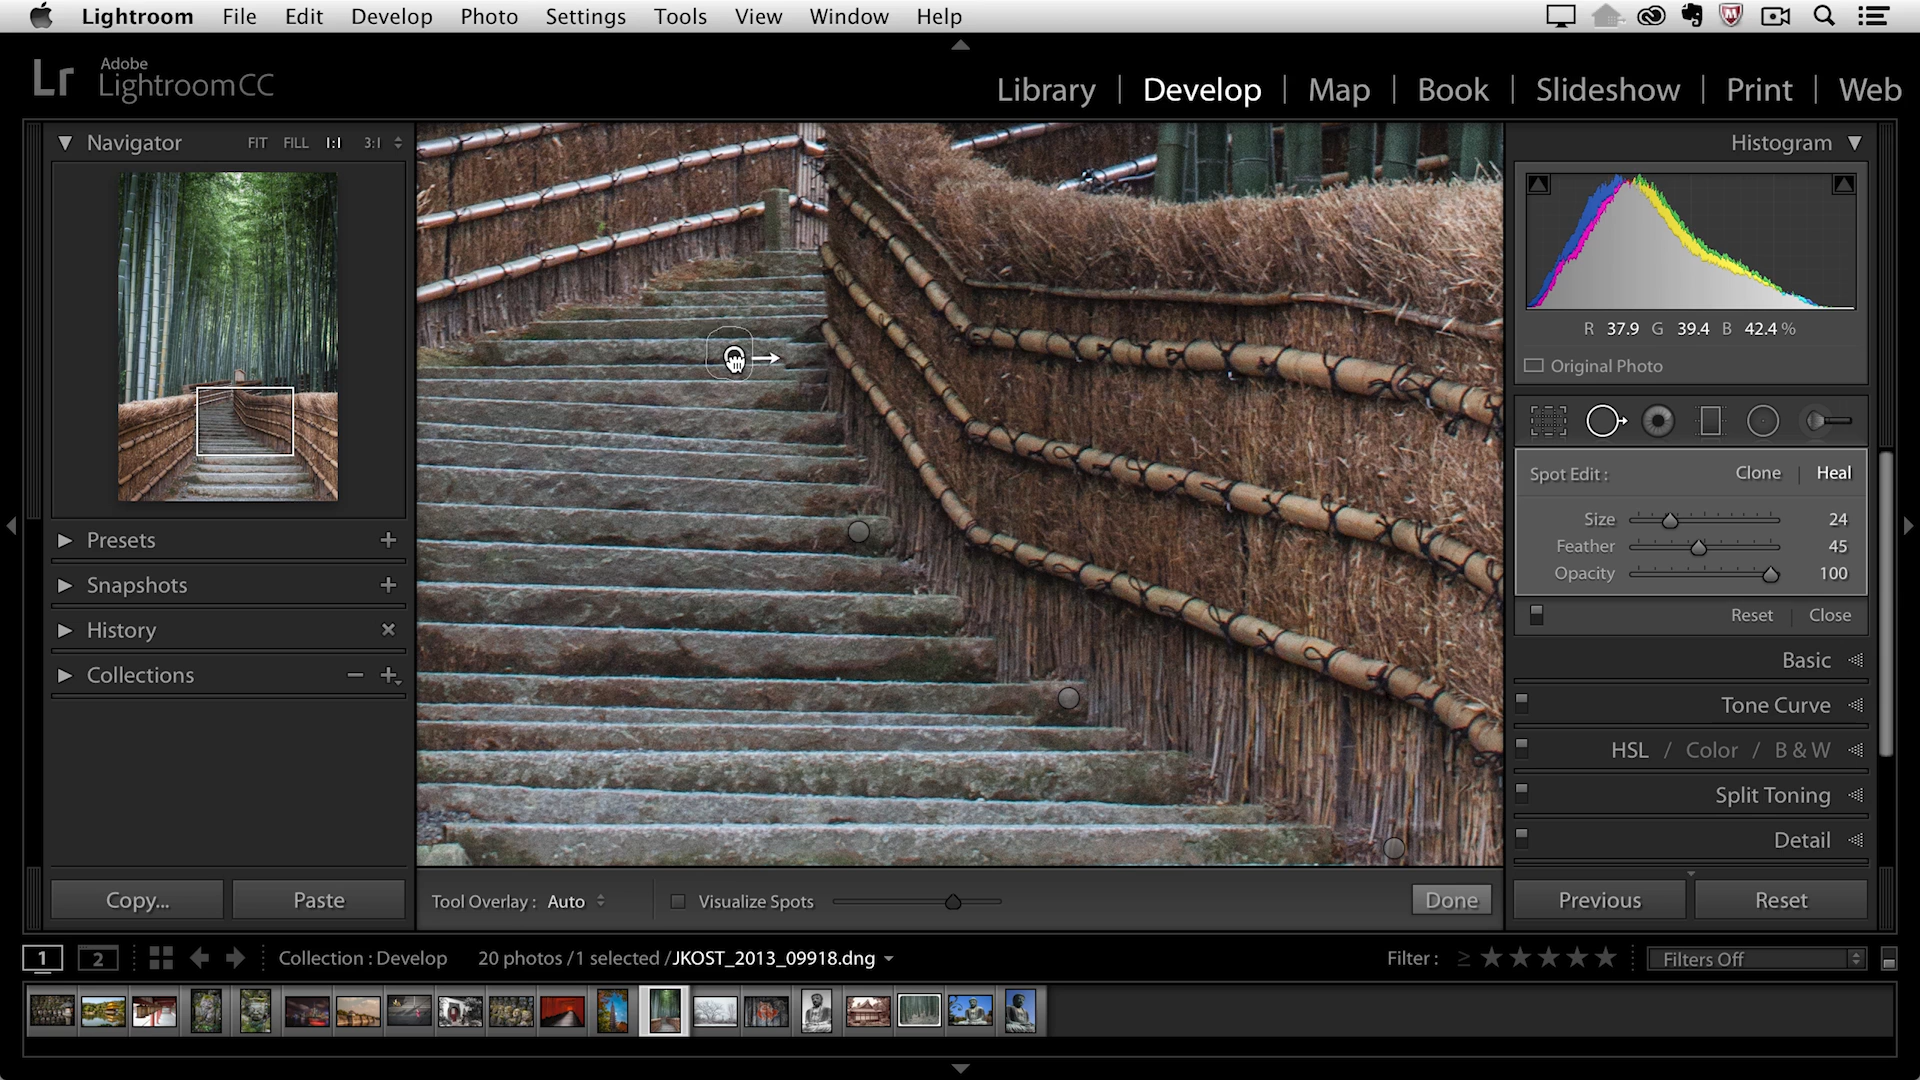 Lightroom File Edit Develop Photo Settings Tools View Window Help
Lr Adobe
Lightroom CC
Library | Develop | Map | Book | Slideshow | Print | Web
Navigator FIT FILL 1:1 3:1
Histogram
R 37.9 G 39.4 B 42.4 %
Original Photo
Spot Edit : Clone | Heal
Size 24
Feather 45
Opacity 100
Reset | Close
Presets
Snapshots
History
Collections
Basic
Tone Curve
HSL / Color / B & W
Split Toning
Detail
Copy... Paste
Tool Overlay : Auto Visualize Spots Done
Previous Reset
1 2 Collection : Develop 20 photos / 1 selected / JKOST_2013_09918.dng Filter : ≥ ★★★★★ Filters Off